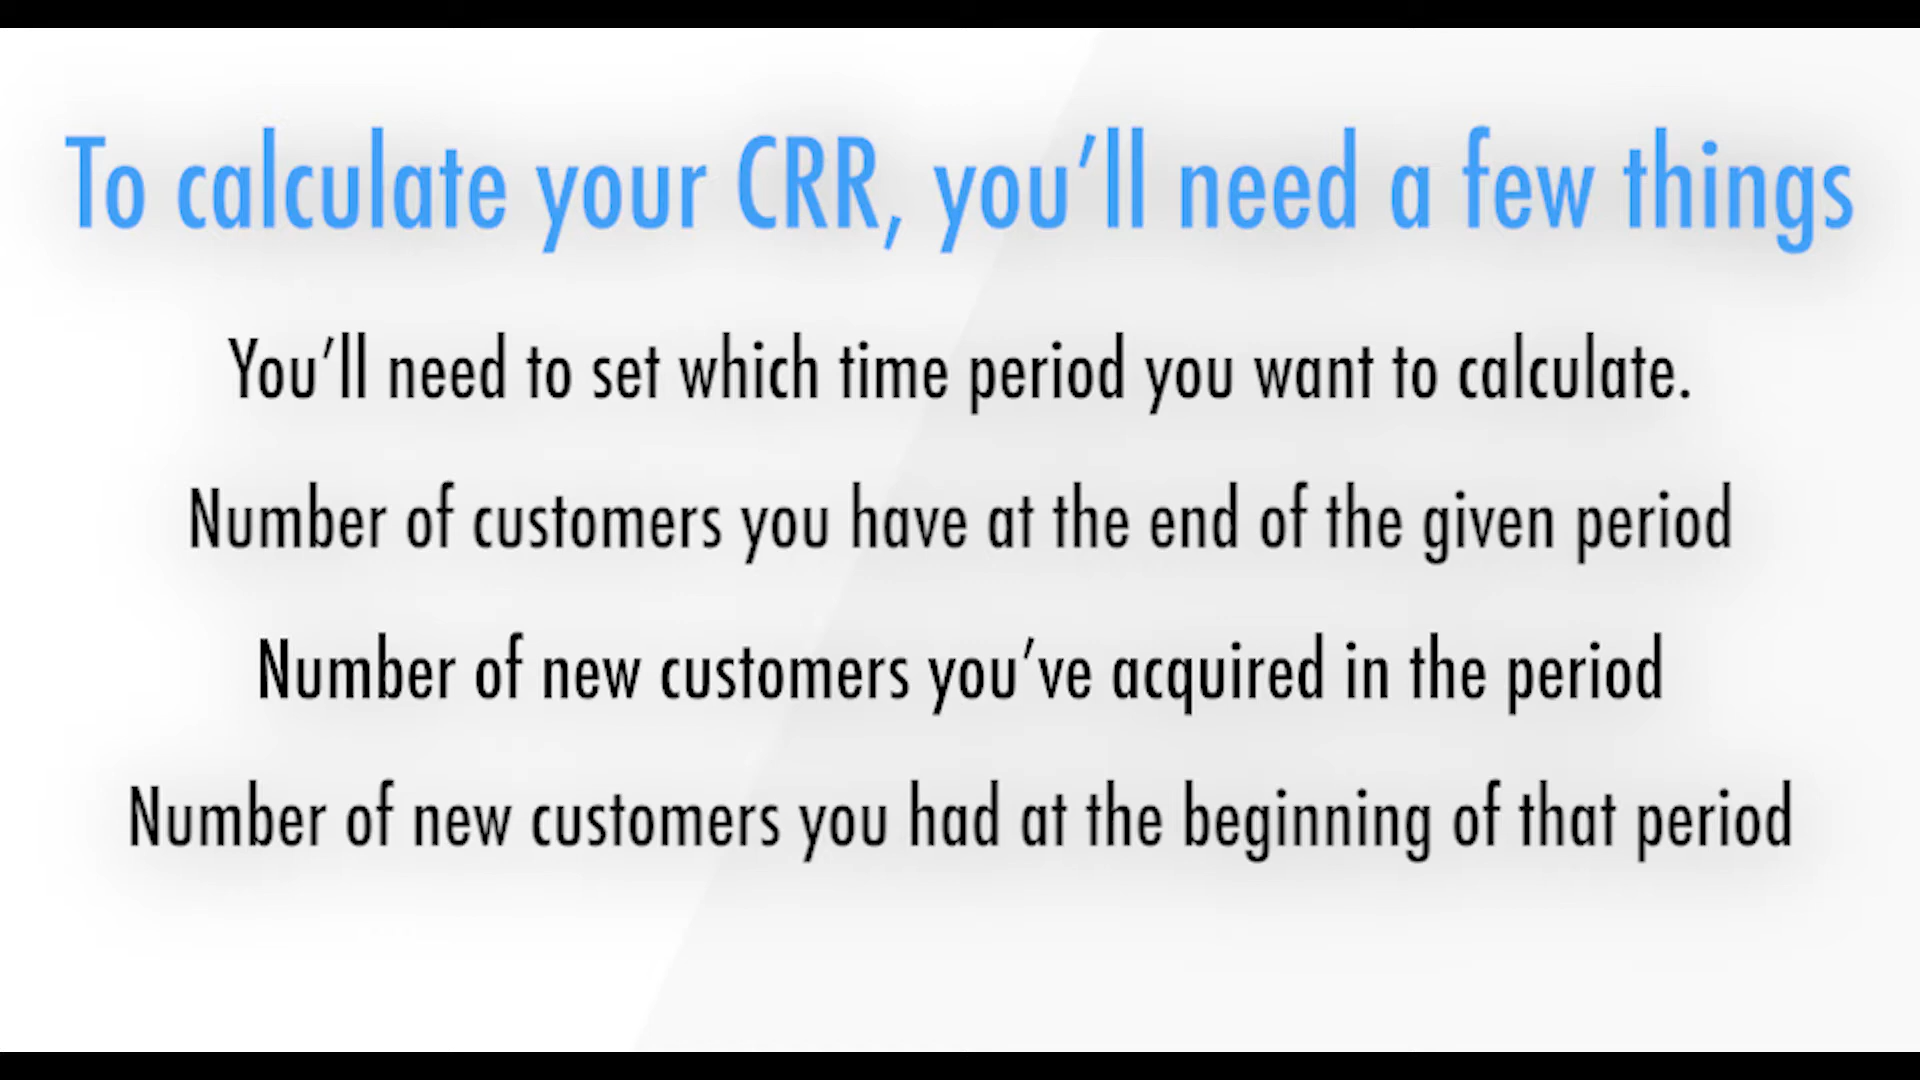 To calculate your CRR, you’ll need a few things
You’ll need to set which time period you want to calculate.
Number of customers you have at the end of the given period
Number of new customers you’ve acquired in the period
Number of new customers you had at the beginning of that period